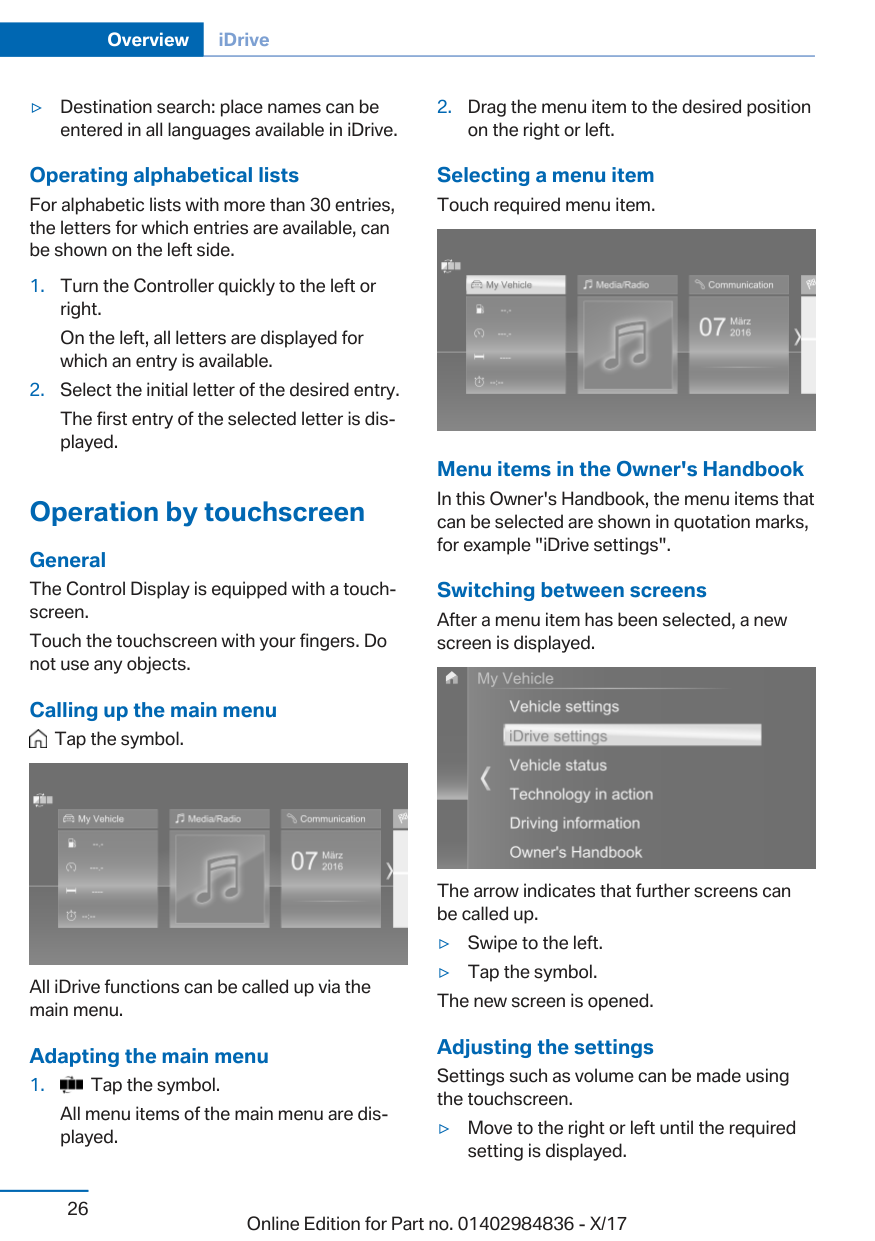 Overview iDrive
▷ Destination search: place names can be
entered in all languages available in iDrive.
Operating alphabetical lists
For alphabetic lists with more than 30 entries,
the letters for which entries are available, can
be shown on the left side.
1. Turn the Controller quickly to the left or
right.
On the left, all letters are displayed for
which an entry is available.
2. Select the initial letter of the desired entry.
The first entry of the selected letter is dis-
played.
Operation by touchscreen
General
The Control Display is equipped with a touch-
screen.
Touch the touchscreen with your fingers. Do
not use any objects.
Calling up the main menu
Tap the symbol.
My Vehicle Media/Radio Communication
--.-
07 März
2016
---.-
----
--:--
All iDrive functions can be called up via the
main menu.
Adapting the main menu
1. Tap the symbol.
All menu items of the main menu are dis-
played.
2. Drag the menu item to the desired position
on the right or left.
Selecting a menu item
Touch required menu item.
My Vehicle Media/Radio Communication
--.-
07 März
2016
---.-
----
--:--
Menu items in the Owner's Handbook
In this Owner's Handbook, the menu items that
can be selected are shown in quotation marks,
for example "iDrive settings".
Switching between screens
After a menu item has been selected, a new
screen is displayed.
My Vehicle
Vehicle settings
iDrive settings
Vehicle status
Technology in action
Driving information
Owner's Handbook
The arrow indicates that further screens can
be called up.
▷ Swipe to the left.
▷ Tap the symbol.
The new screen is opened.
Adjusting the settings
Settings such as volume can be made using
the touchscreen.
▷ Move to the right or left until the required
setting is displayed.
26
Online Edition for Part no. 01402984836 - X/17